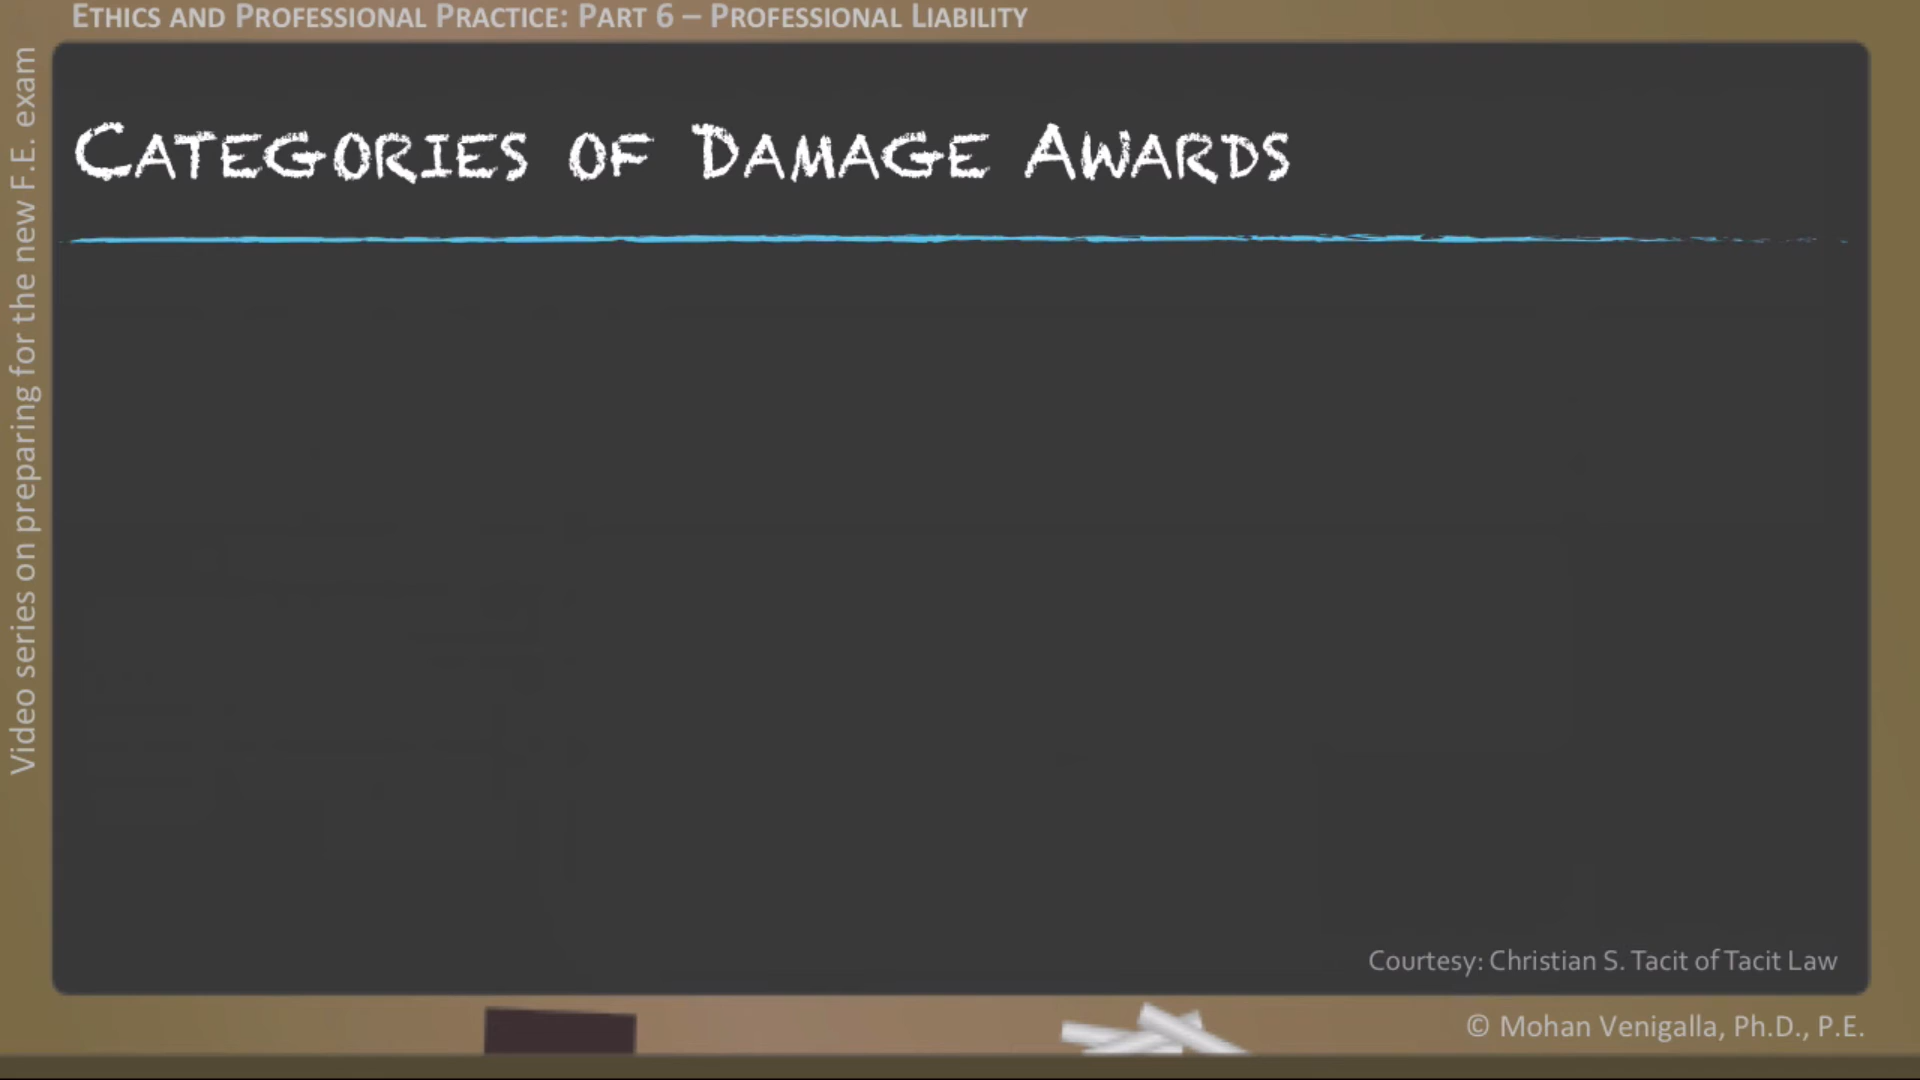 Ethics and Professional Practice: Part 6 – Professional Liability
Video series on preparing for the new F.E. exam
Categories of Damage Awards
Courtesy: Christian S. Tacit of Tacit Law
© Mohan Venigalla, Ph.D., P.E.